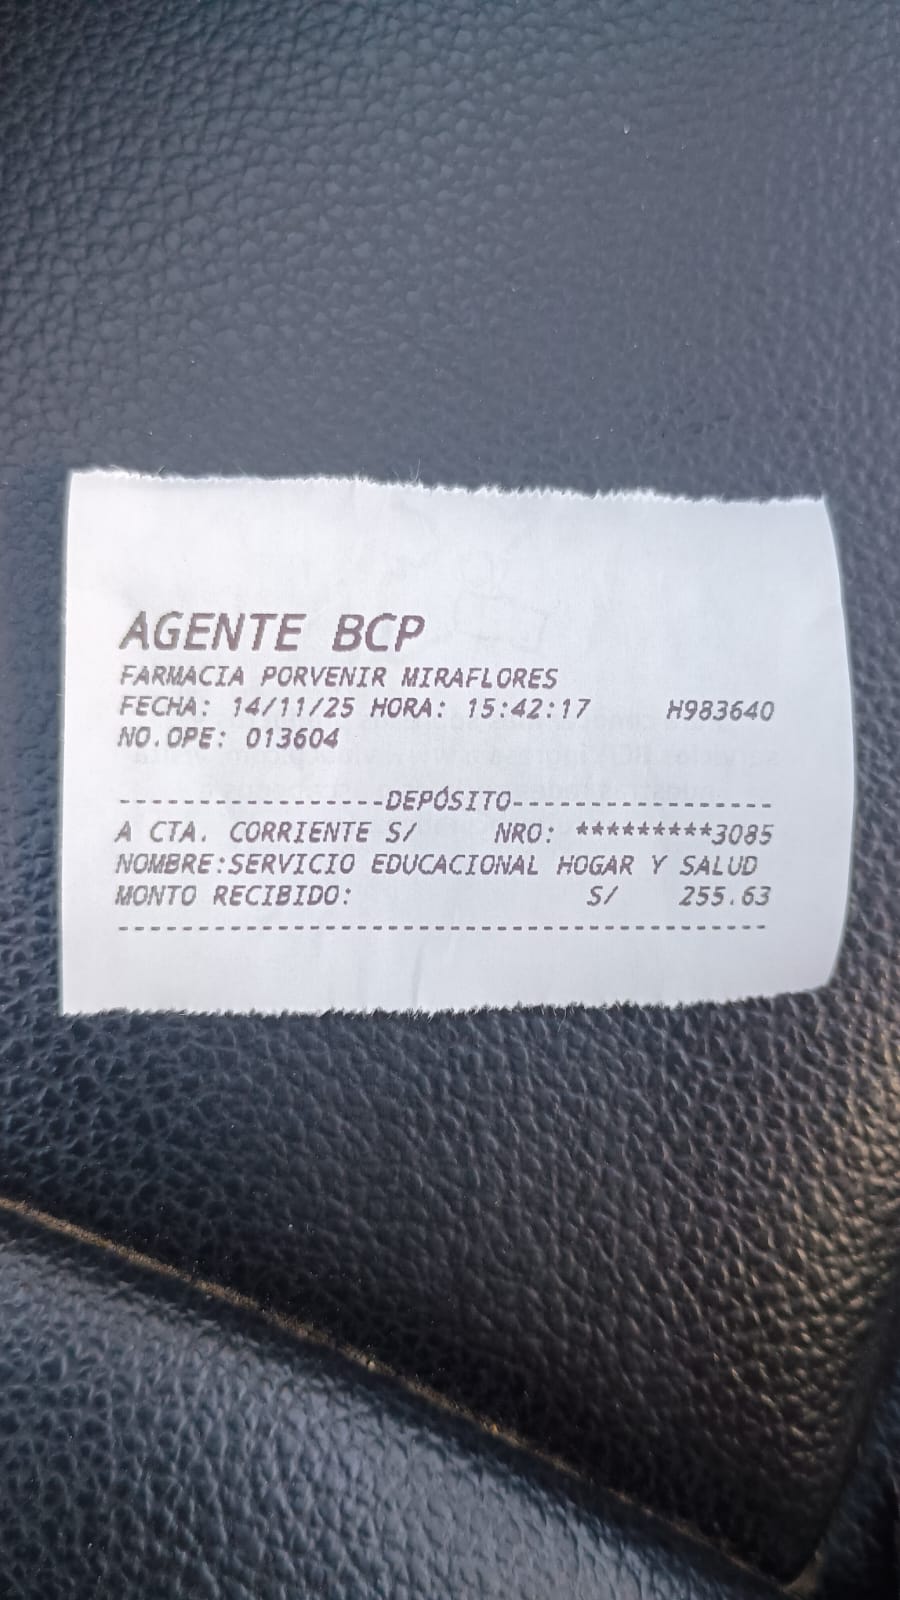 AGENTE BCP
FARMACIA PORVENIR MIRAFLORES
FECHA: 14/11/25 HORA: 15:42:17 H983640
NO.OPE: 013604
-----------------DEPÓSITO-----------------
A CTA. CORRIENTE S/ NRO: *********3085
NOMBRE:SERVICIO EDUCACIONAL HOGAR Y SALUD
MONTO RECIBIDO: S/ 255.63
------------------------------------------